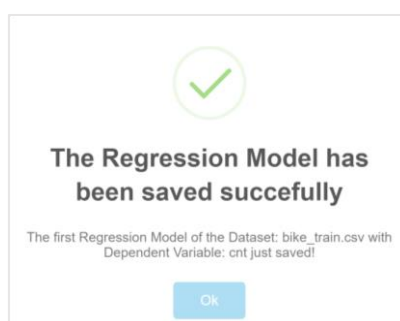 The Regression Model has
been saved succefully
The first Regression Model of the Dataset: bike_train.csv with
Dependent Variable: cnt just saved!
Ok